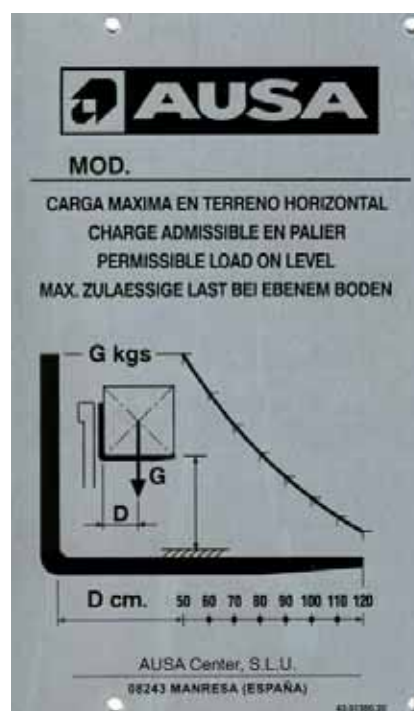 AUSA
MOD.
CARGA MAXIMA EN TERRENO HORIZONTAL
CHARGE ADMISSIBLE EN PALIER
PERMISSIBLE LOAD ON LEVEL
MAX. ZULAESSIGE LAST BEI EBENEM BODEN
G kgs
G
D
D cm. 50 60 70 80 90 100 110 120
AUSA Center, S.L.U.
08243 MANRESA (ESPAÑA)